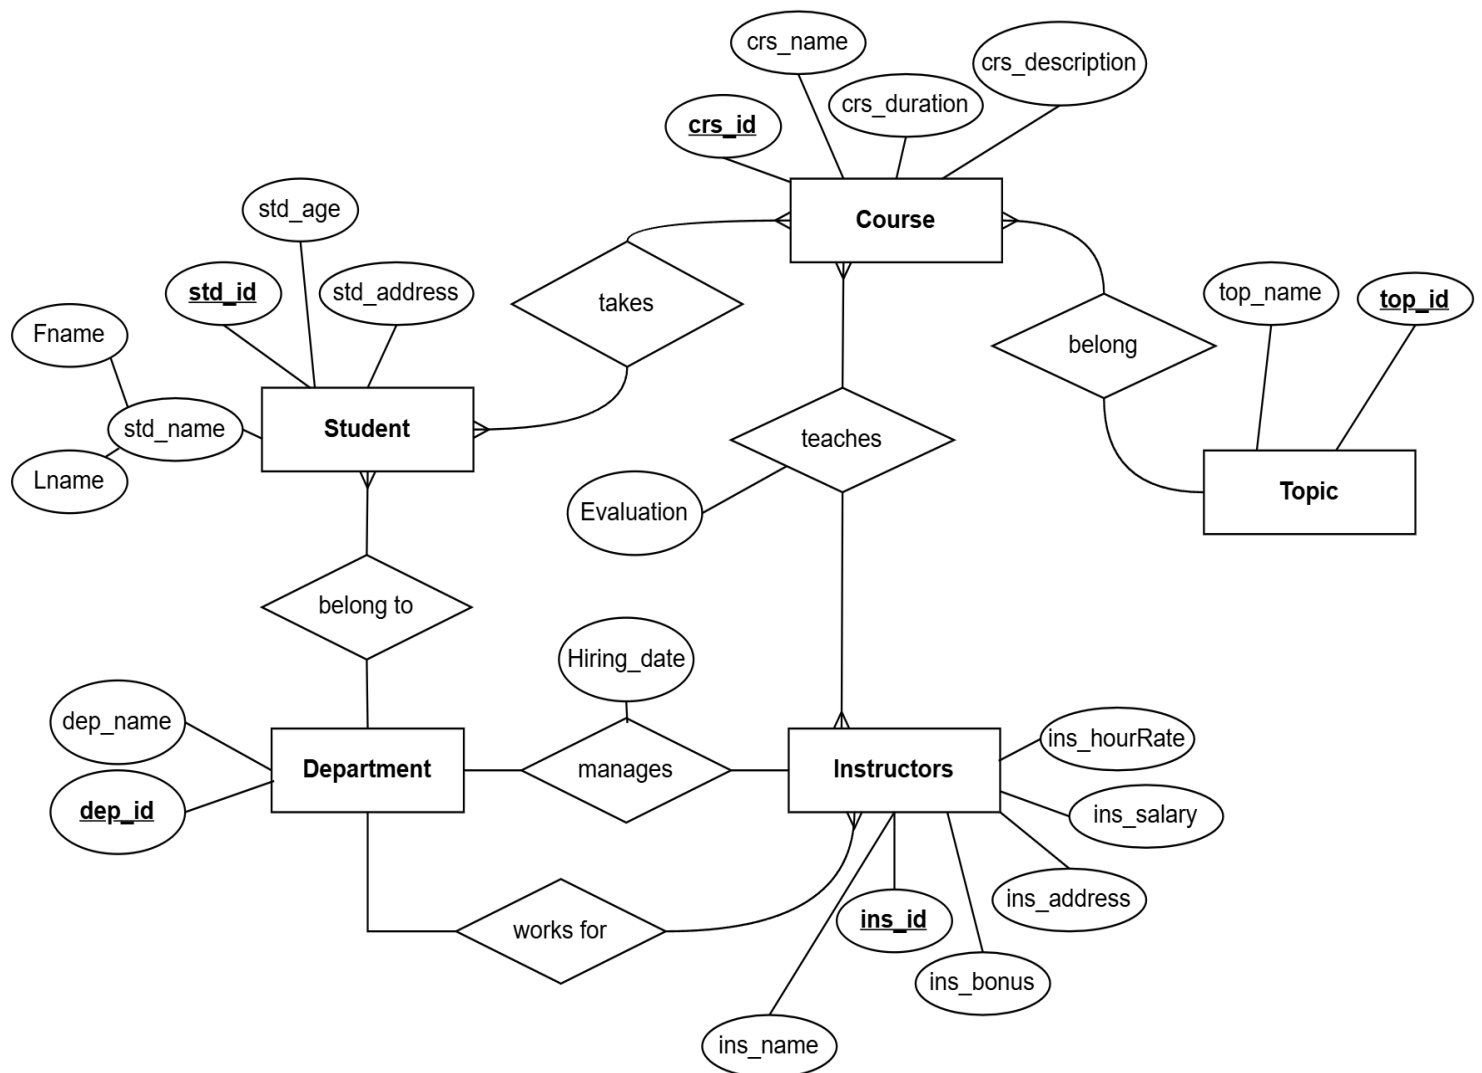 crs_name
crs_description
crs_duration
crs_id
std_age
Course
std_id
std_address
takes
top_name
top_id
Fname
belong
std_name
Student
teaches
Lname
Evaluation
Topic
belong to
Hiring_date
dep_name
ins_hourRate
Department
manages
Instructors
dep_id
ins_salary
ins_address
works for
ins_id
ins_bonus
ins_name